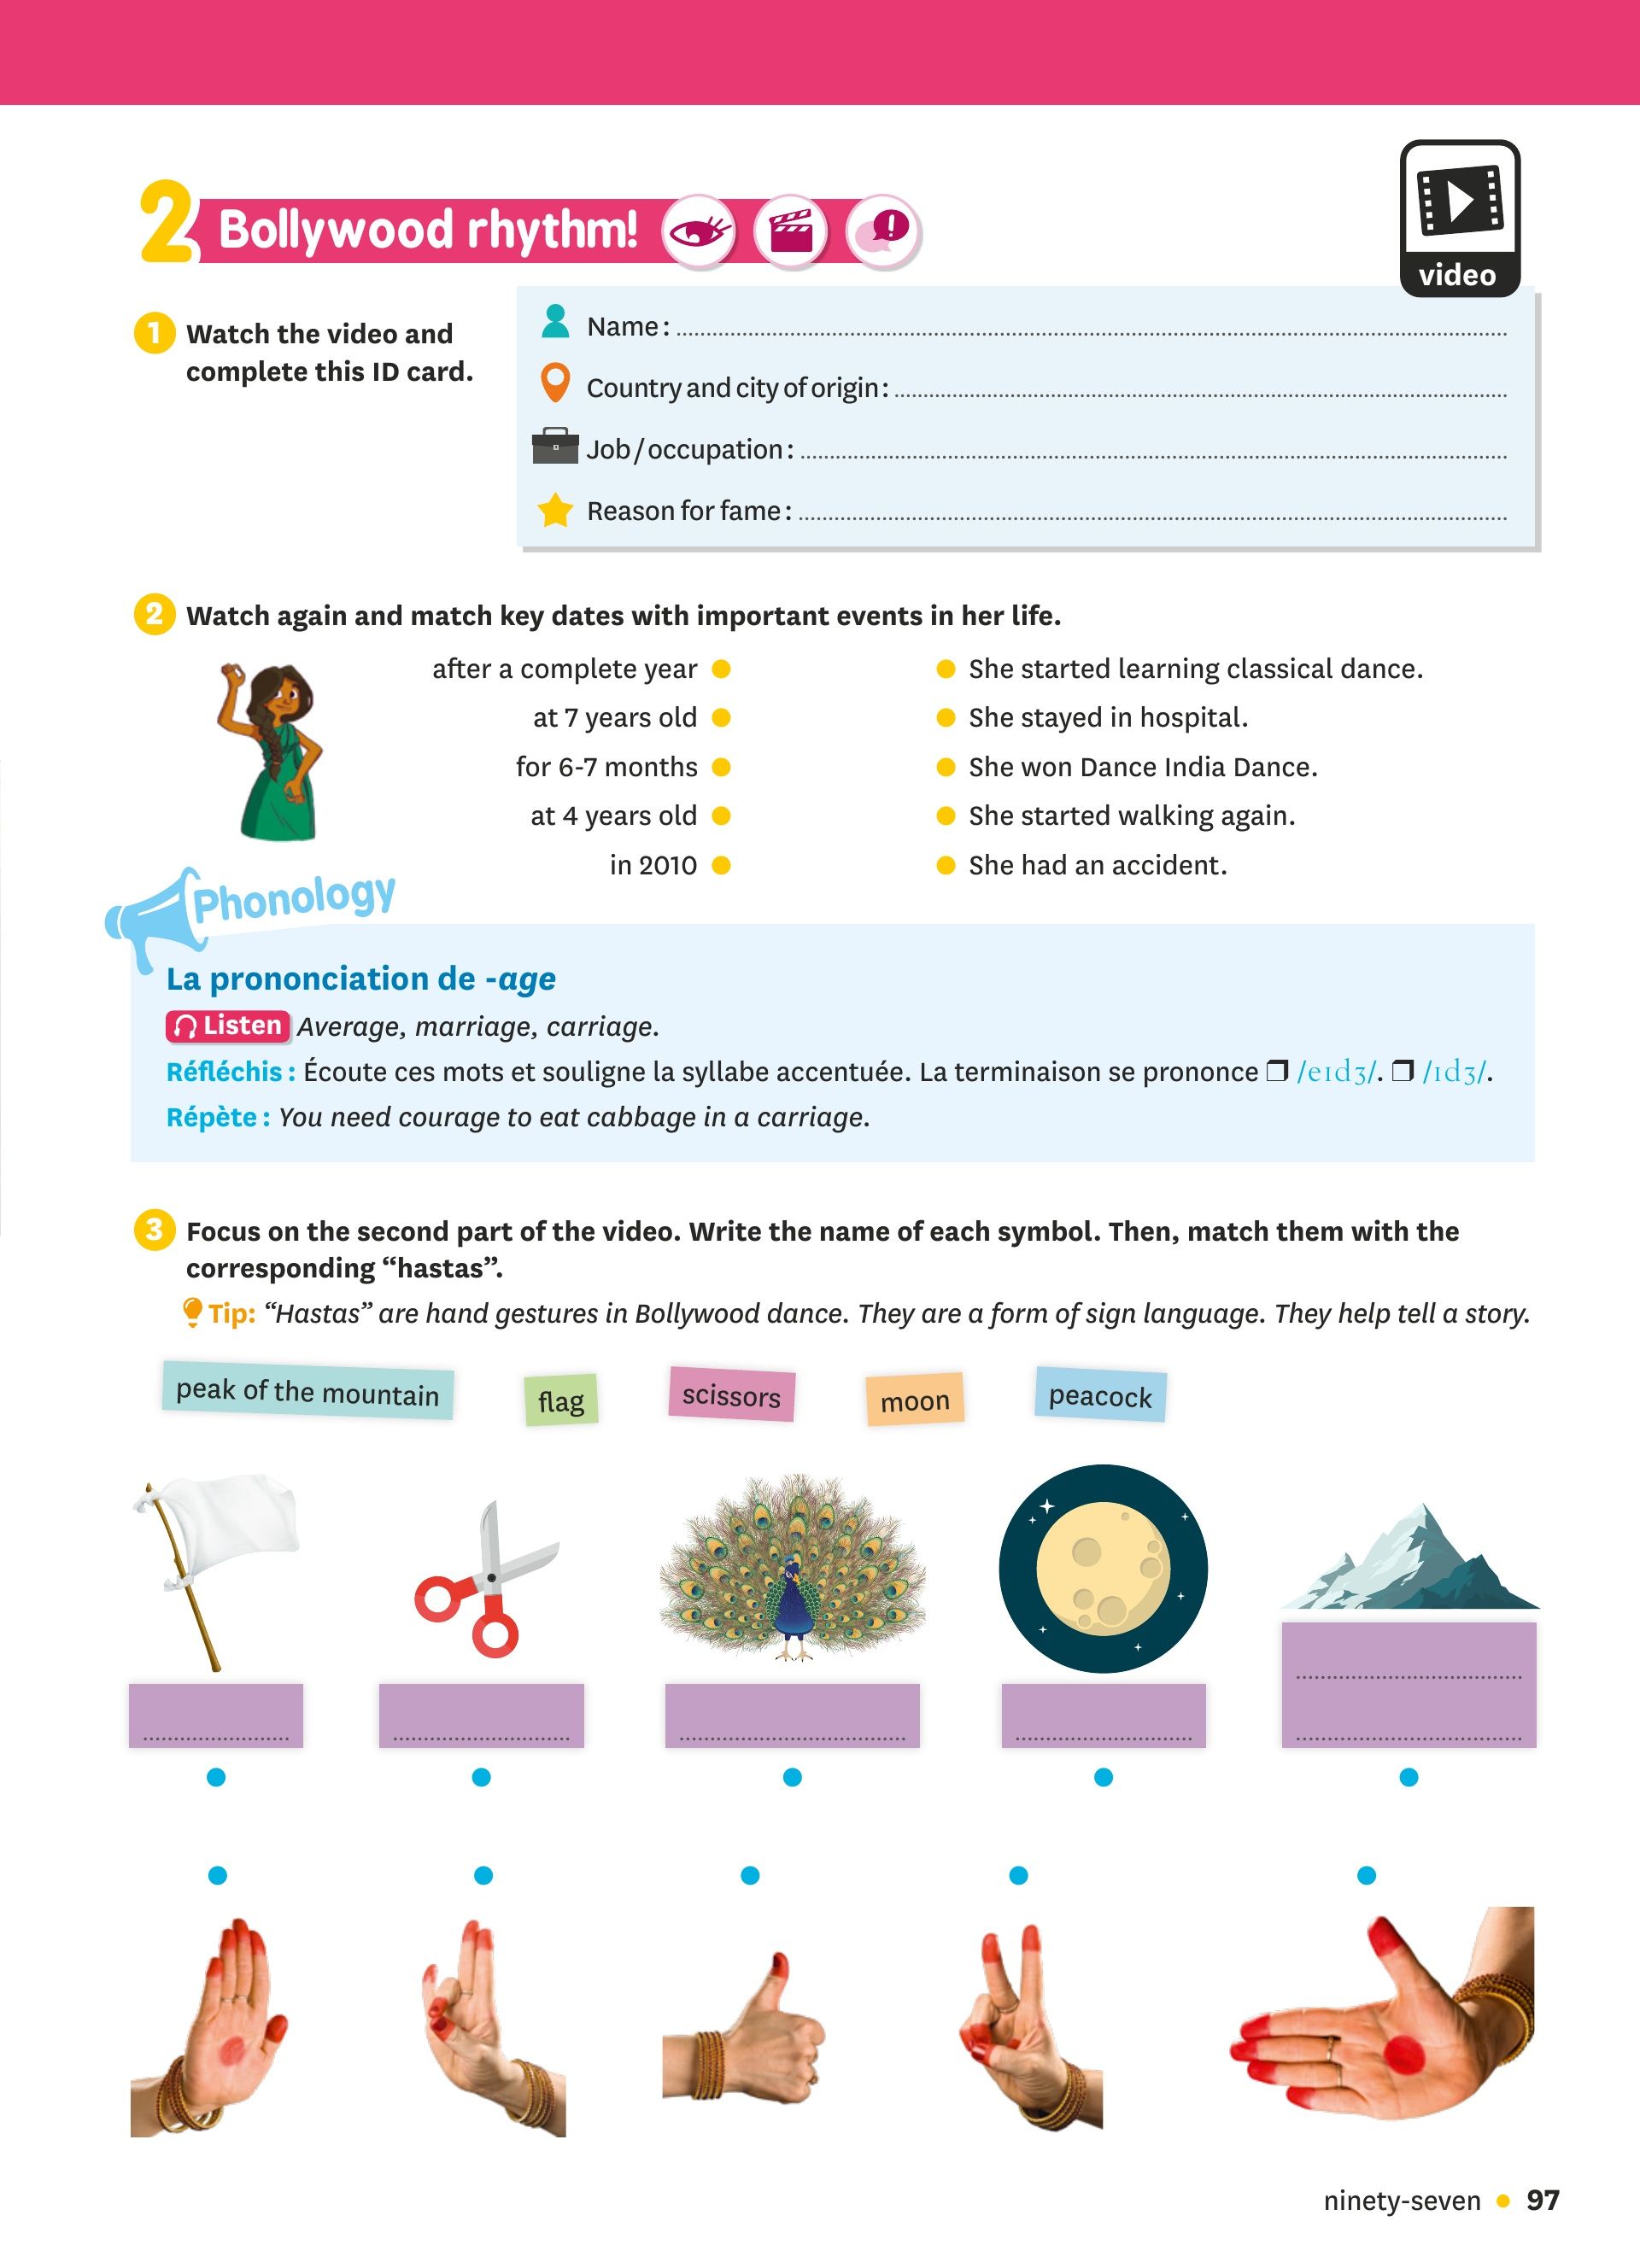 2 Bollywood rhythm!
video
1 Watch the video and
complete this ID card.
Name :
Country and city of origin :
Job / occupation :
Reason for fame :
2 Watch again and match key dates with important events in her life.
after a complete year She started learning classical dance.
at 7 years old She stayed in hospital.
for 6-7 months She won Dance India Dance.
at 4 years old She started walking again.
in 2010 She had an accident.
Phonology
La prononciation de -age
Listen Average, marriage, carriage.
Réfléchis : Écoute ces mots et souligne la syllabe accentuée. La terminaison se prononce ❒ /eɪdʒ/. ❒ /ɪdʒ/.
Répète : You need courage to eat cabbage in a carriage.
3 Focus on the second part of the video. Write the name of each symbol. Then, match them with the
corresponding “hastas”.
Tip: “Hastas” are hand gestures in Bollywood dance. They are a form of sign language. They help tell a story.
peak of the mountain flag scissors moon peacock
ninety-seven • 97